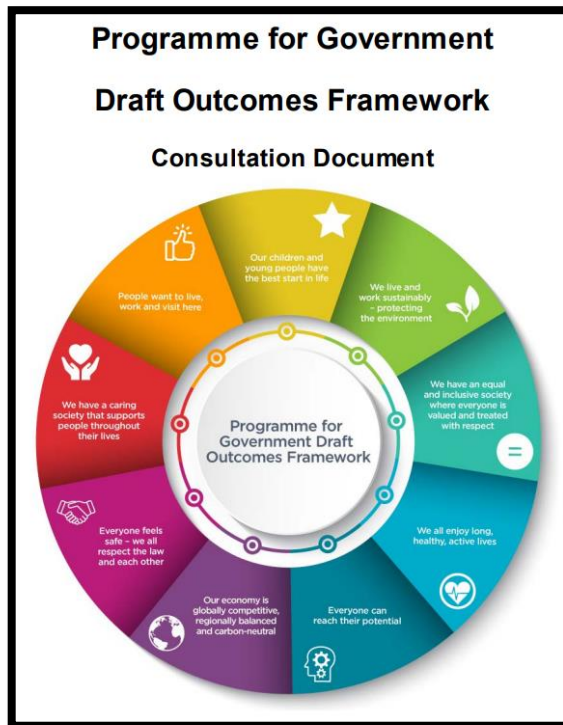 Programme for Government
Draft Outcomes Framework
Consultation Document
Our children and
young people have
the best start in life
We live and
work sustainably
– protecting
the environment
We have an equal
and inclusive society
where everyone is
valued and treated
with respect
=
We all enjoy long,
healthy, active lives
Everyone can
reach their potential
Our economy is
globally competitive,
regionally balanced
and carbon-neutral
Everyone feels
safe – we all
respect the law
and each other
We have a caring
society that supports
people throughout
their lives
People want to live,
work and visit here
Programme for
Government Draft
Outcomes Framework